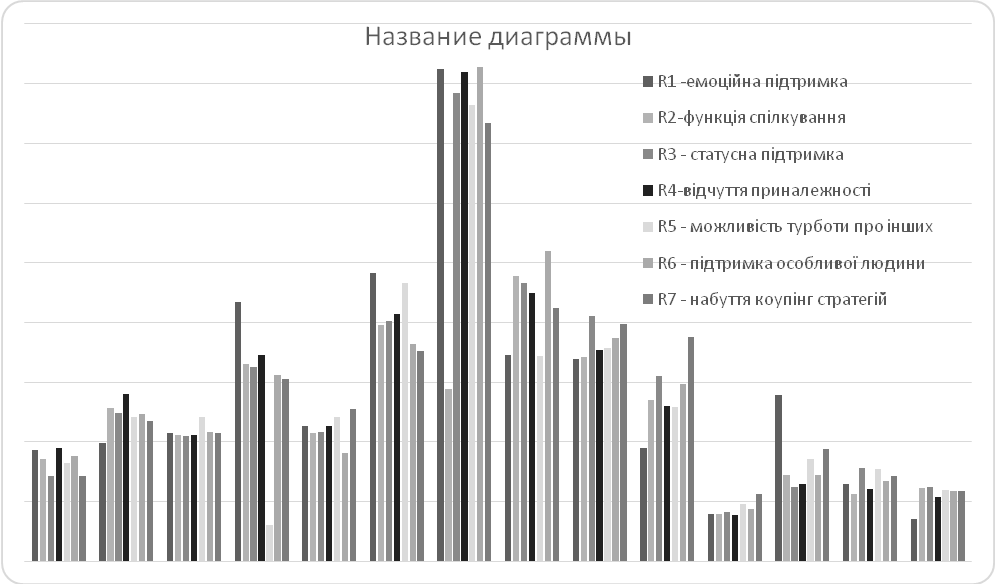 Название диаграммы
R1 -емоційна підтримка
R2-функція спілкування
R3 - статусна підтримка
R4-відчуття приналежності
R5 - можливість турботи про інших
R6 - підтримка особливої людини
R7 - набуття коупінг стратегій